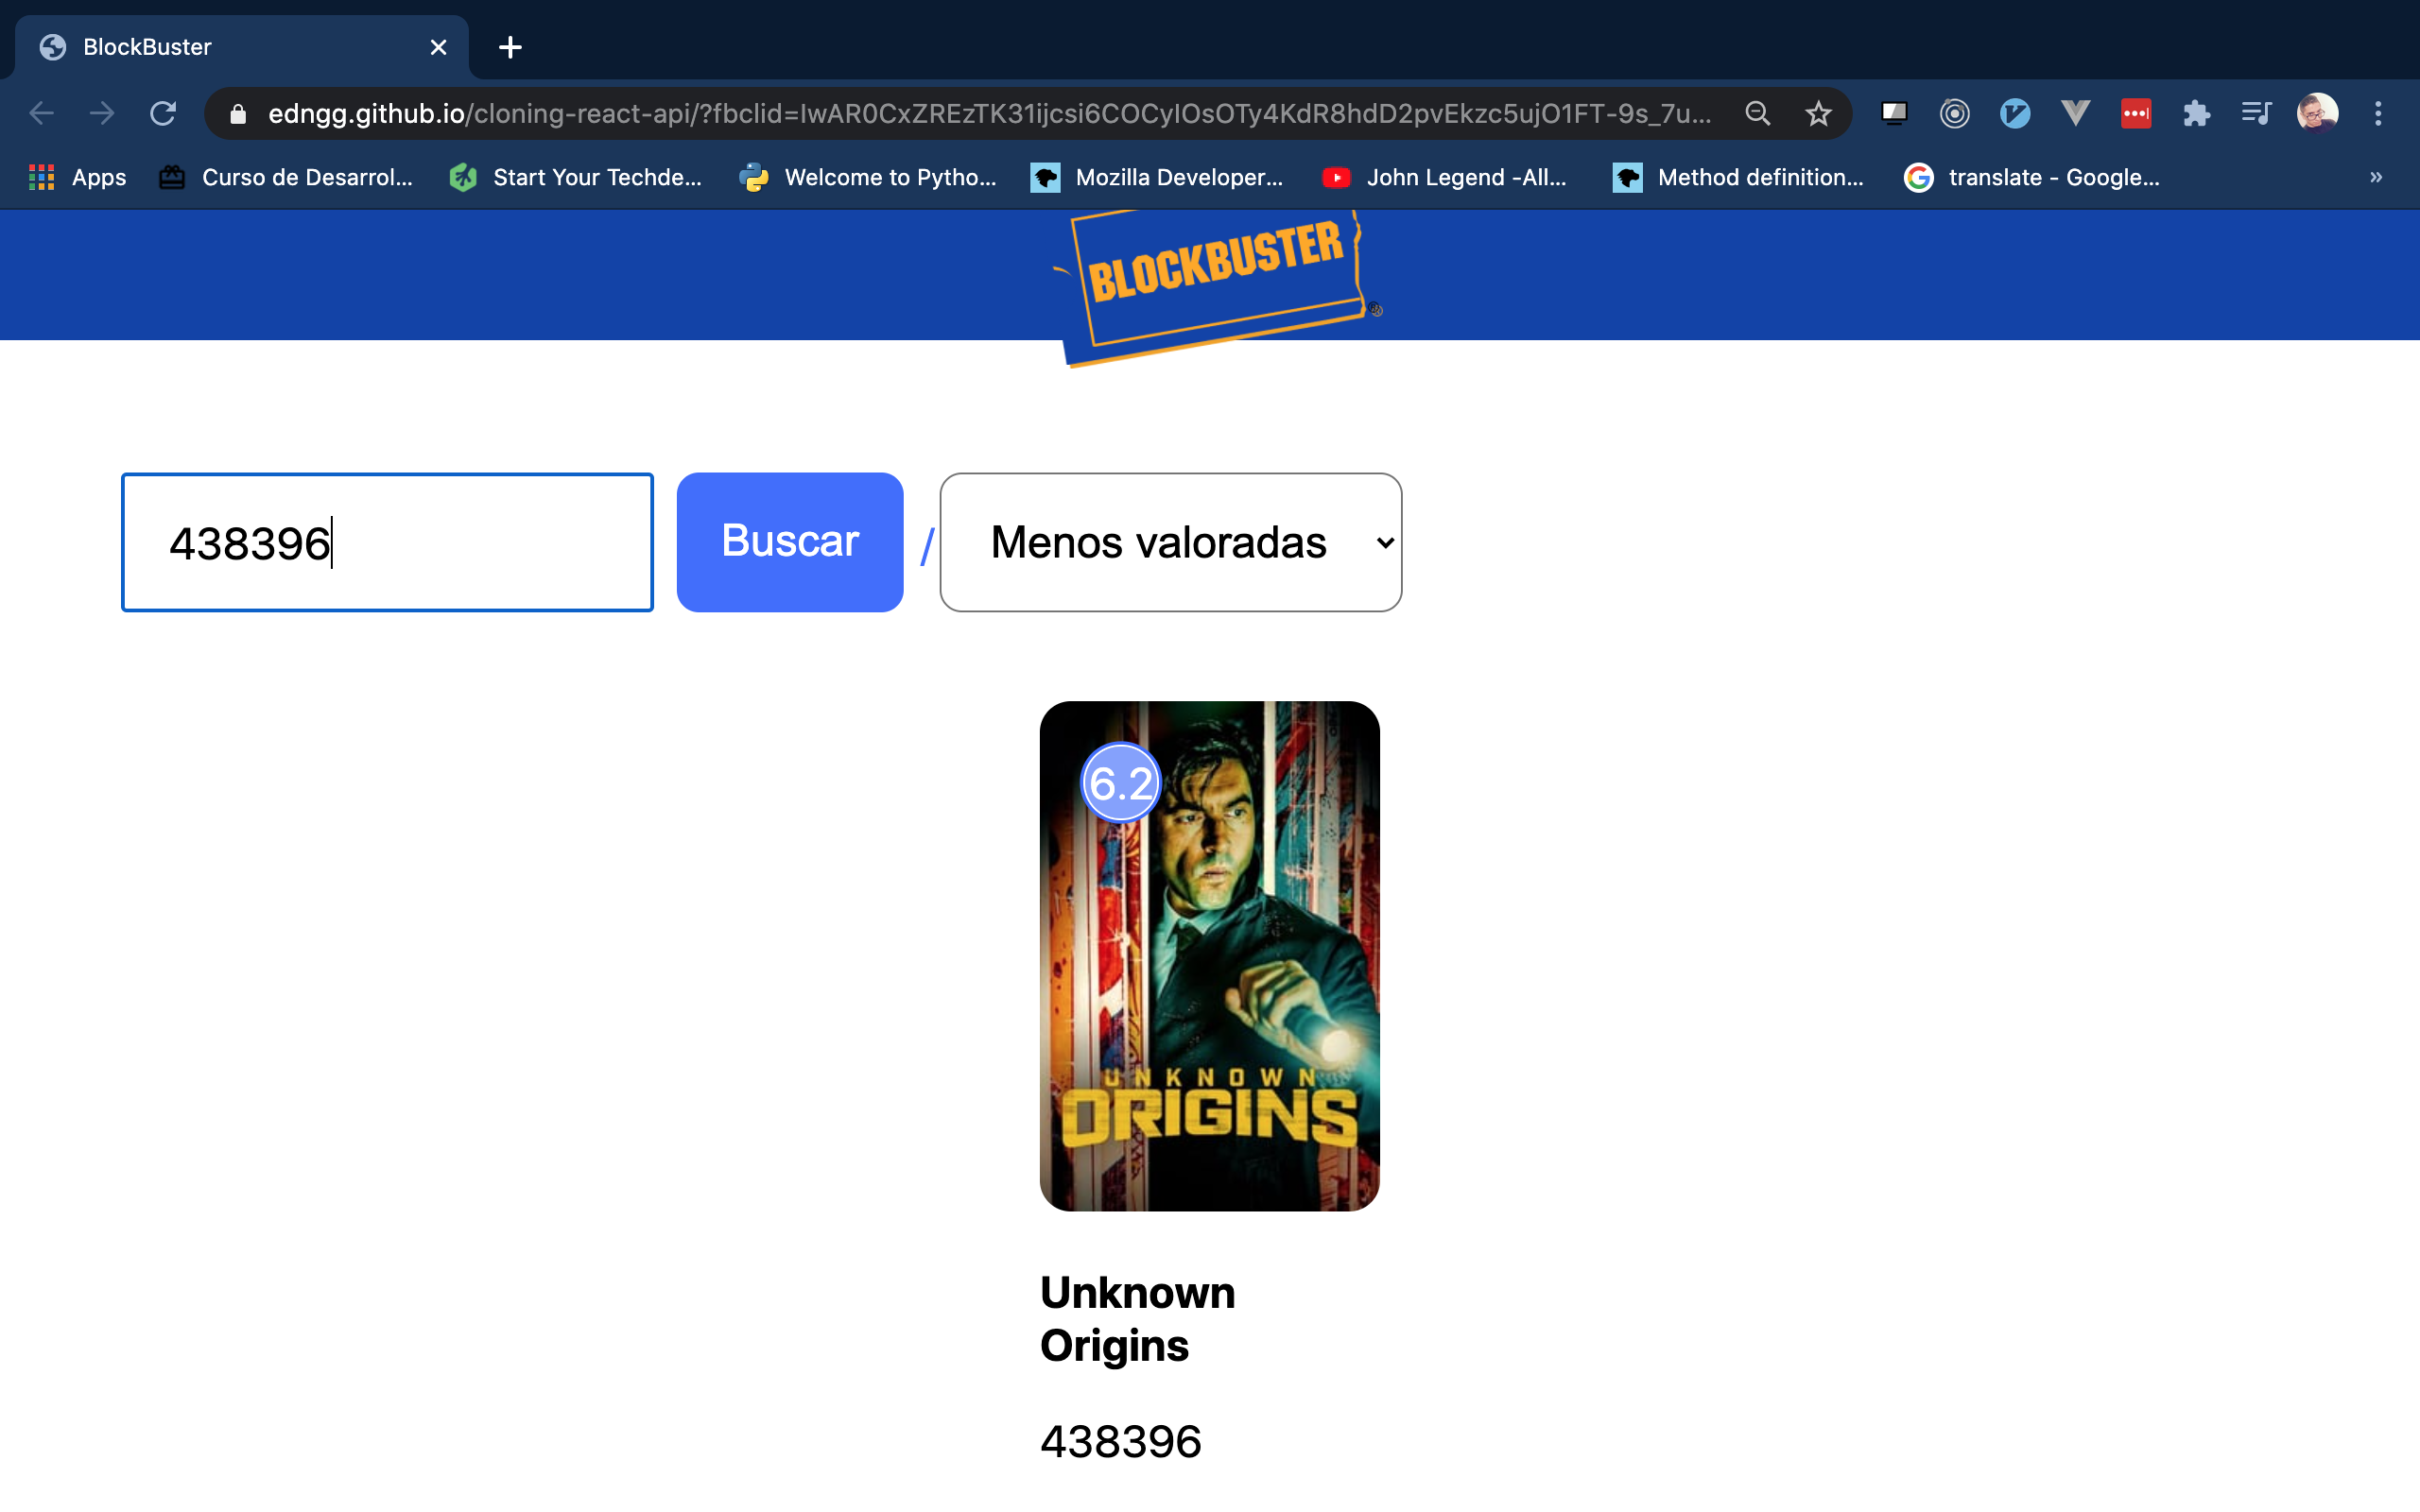 BlockBuster
edngg.github.io/cloning-react-api/?fbclid=IwAR0CxZREzTK31ijcsi6COCyIOsOTy4KdR8hdD2pvEkzc5ujO1FT-9s_7u...
Apps Curso de Desarrol... Start Your Techde... Welcome to Pytho... Mozilla Developer... John Legend -All... Method definition... translate - Google... »
BLOCKBUSTER
438396 Buscar / Menos valoradas
6.2
UNKNOWN
ORIGINS
Unknown
Origins
438396